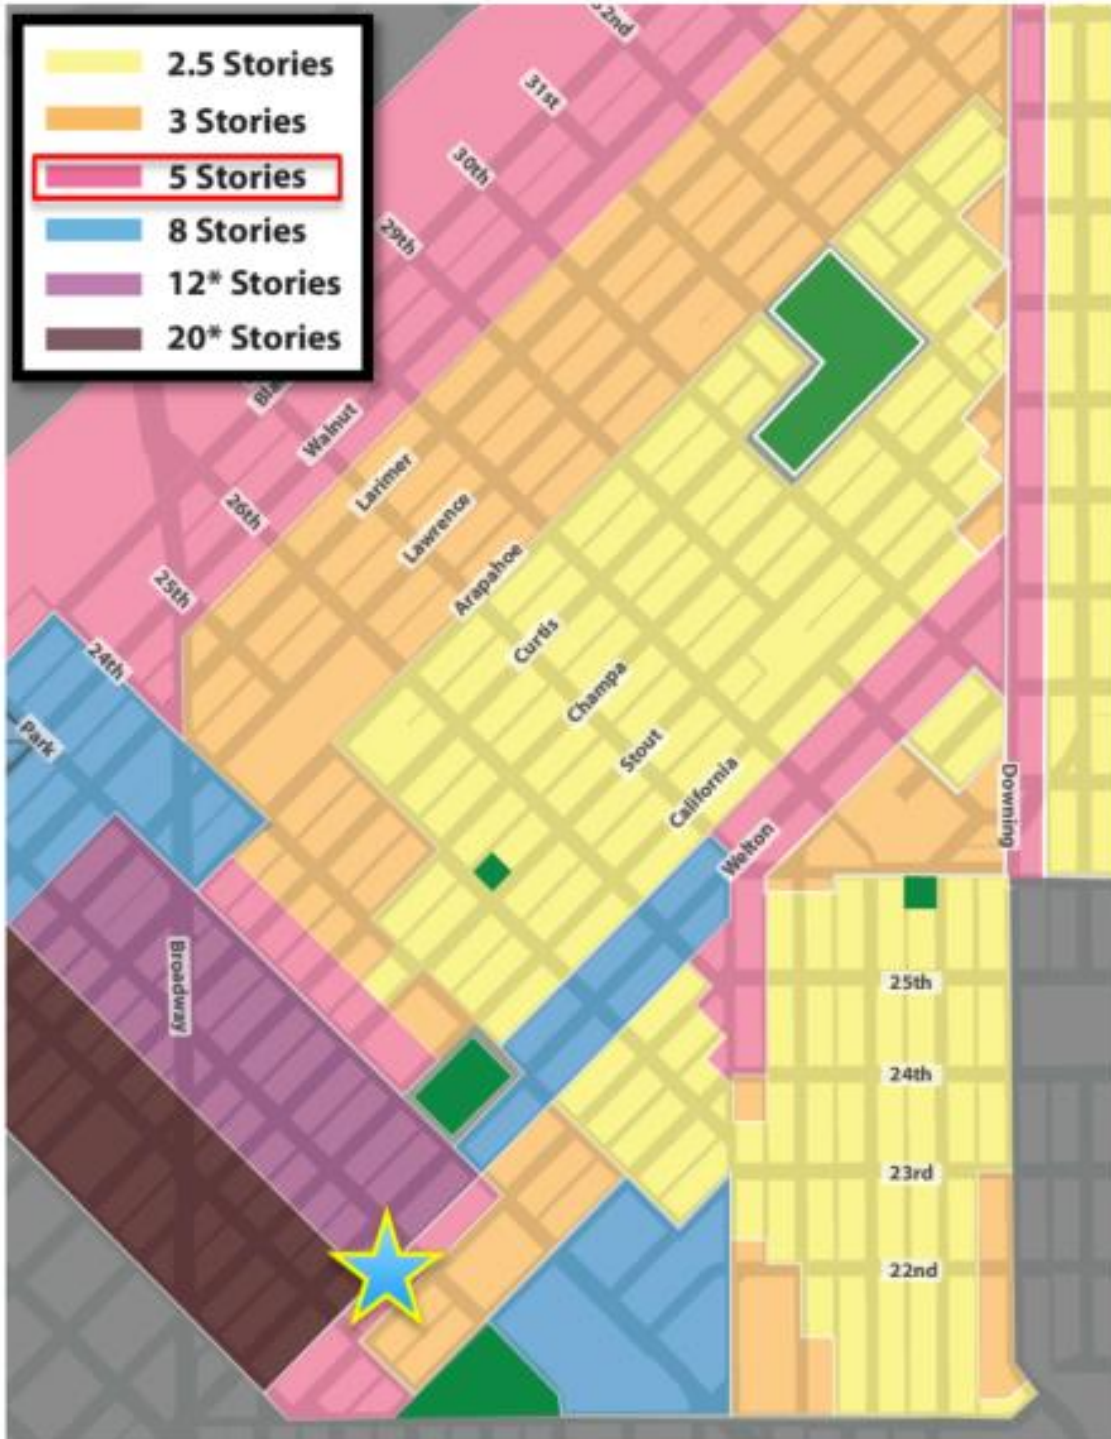 2.5 Stories
3 Stories
5 Stories
8 Stories
12* Stories
20* Stories
31st
30th
29th
Walnut
Larimer
26th
Lawrence
Arapahoe
25th
Curtis
24th
Champa
Park
Stout
California
Welton
Downing
Broadway
25th
24th
23rd
22nd